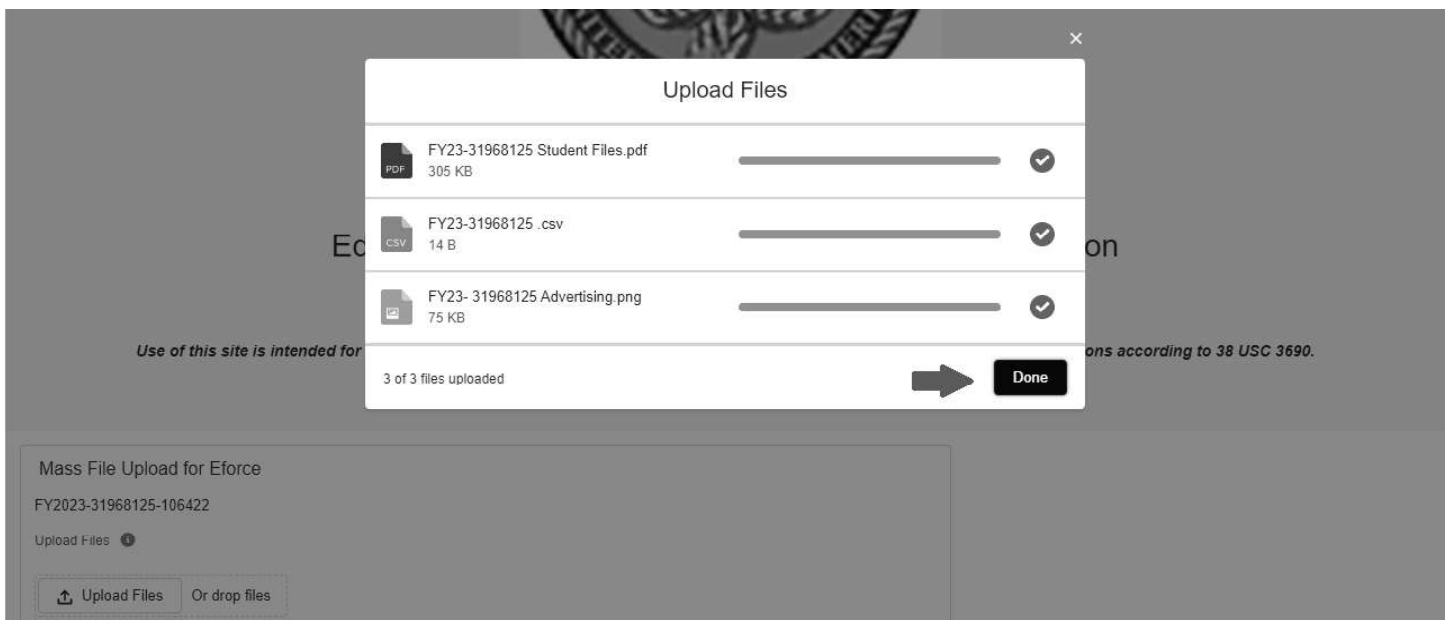 Upload Files
PDF
FY23-31968125 Student Files.pdf
305 KB
CSV
FY23-31968125 .csv
14 B
FY23- 31968125 Advertising.png
75 KB
Use of this site is intended for
ons according to 38 USC 3690.
3 of 3 files uploaded
Done
Mass File Upload for Eforce
FY2023-31968125-106422
Upload Files
Upload Files Or drop files